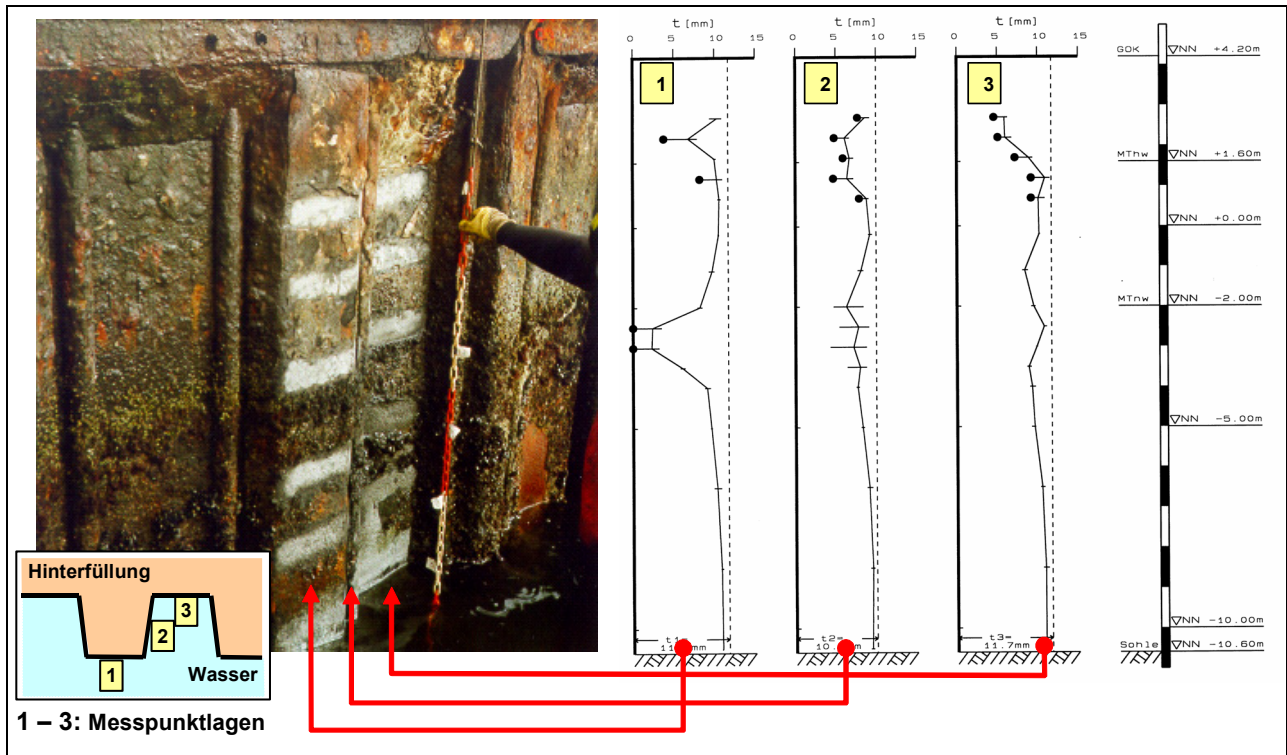 t [mm]
0 5 10 15
t [mm]
0 5 10 15
t [mm]
0 5 10 15
1
2
3
GOK ▽NN +4.20m
MThw ▽NN +1.60m
▽NN +0.00m
MTnw ▽NN -2.00m
▽NN -5.00m
▽NN -10.00m
Sohle ▽NN -10.60m
t1=
t2=
t3=
11.7mm
Hinterfüllung
3
2
1
Wasser
1 – 3: Messpunktlagen